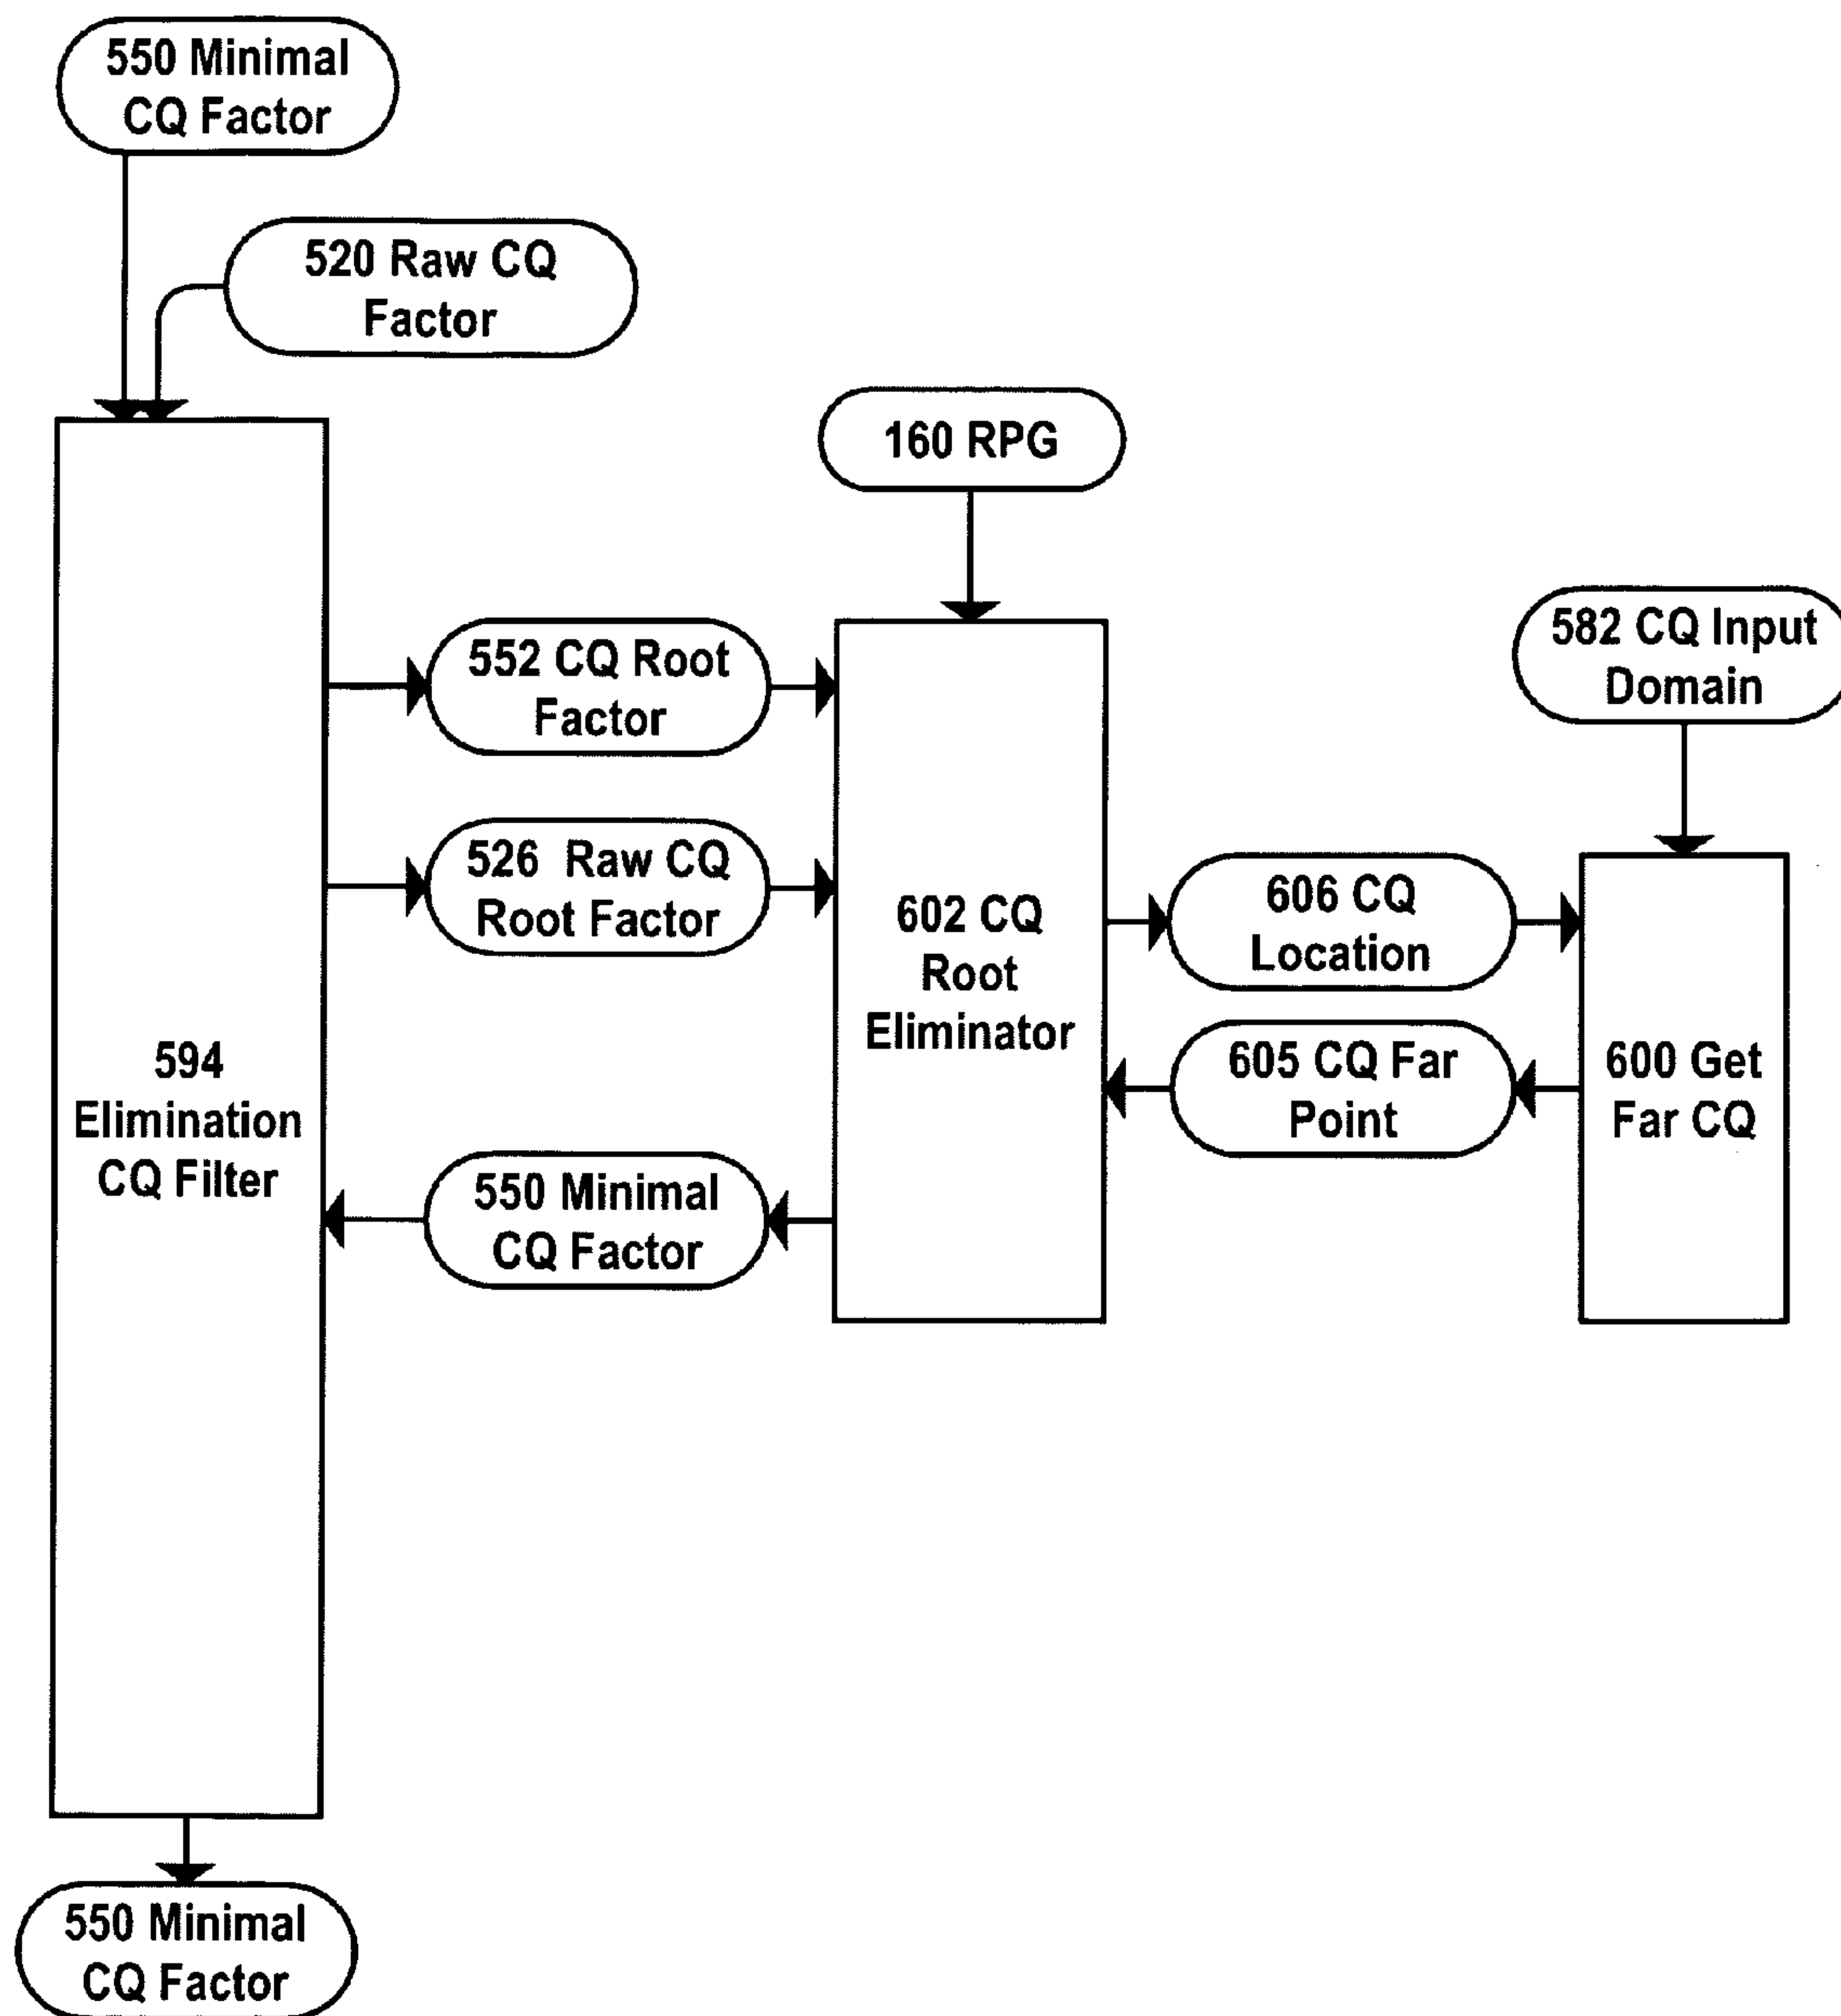 550 Minimal
CQ Factor
520 Raw CQ
Factor
160 RPG
582 CQ Input
Domain
552 CQ Root
Factor
526 Raw CQ
Root Factor
602 CQ
Root
Eliminator
606 CQ
Location
605 CQ Far
Point
600 Get
Far CQ
594
Elimination
CQ Filter
550 Minimal
CQ Factor
550 Minimal
CQ Factor